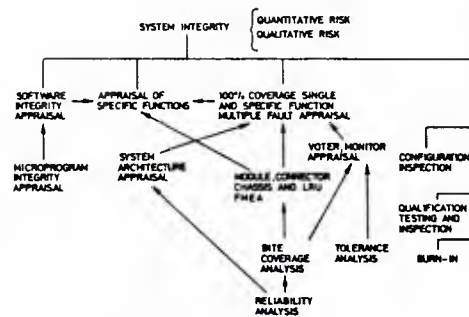 SYSTEM INTEGRITY
QUANTITATIVE RISK
QUALITATIVE RISK
SOFTWARE
INTEGRITY
APPRAISAL
APPRAISAL OF
SPECIFIC FUNCTIONS
100% COVERAGE SINGLE
AND SPECIFIC FUNCTION
MULTIPLE FAULT APPRAISAL
MICROPROGRAM
INTEGRITY
APPRAISAL
SYSTEM
ARCHITECTURE
APPRAISAL
MODULE, CONNECTOR
CHASSIS AND LRU
FMEA
VOTER, MONITOR
APPRAISAL
CONFIGURATION
INSPECTION
QUALIFICATION
TESTING AND
INSPECTION
BURN-IN
BITE
COVERAGE
ANALYSIS
TOLERANCE
ANALYSIS
RELIABILITY
ANALYSIS